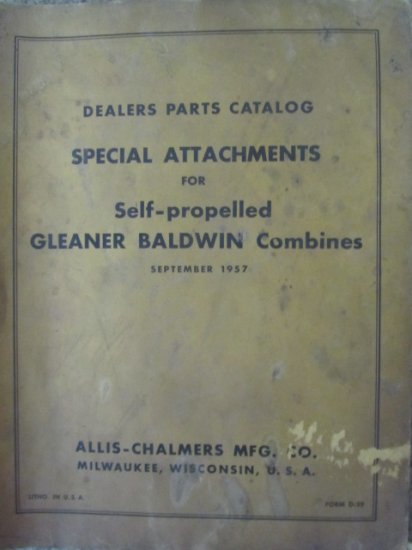 DEALERS PARTS CATALOG
SPECIAL ATTACHMENTS
FOR
Self-propelled
GLEANER BALDWIN Combines
SEPTEMBER 1957
ALLIS-CHALMERS MFG. CO.
MILWAUKEE, WISCONSIN, U. S. A.
LITHO IN U.S.A.
FORM